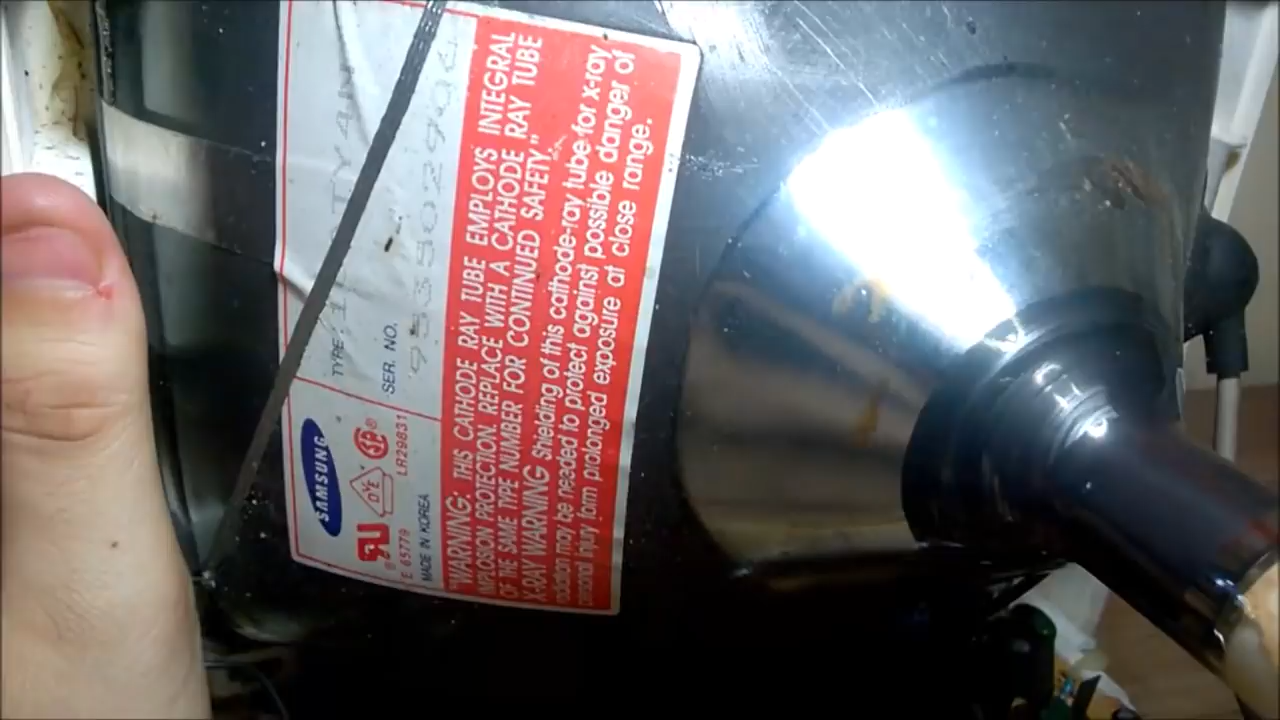 SAMSUNG
E 65779
LR29831
MADE IN KOREA
TYPE:
SER. NO.
WARNING: THIS CATHODE RAY TUBE EMPLOYS INTEGRAL
IMPLOSION PROTECTION. REPLACE WITH A CATHODE RAY TUBE
OF THE SAME TYPE NUMBER FOR CONTINUED SAFETY."
X-RAY WARNING Shielding of this cathode-ray tube for x-ray
radiation may be needed to protect against possible danger of
personal injury form prolonged exposure at close range.